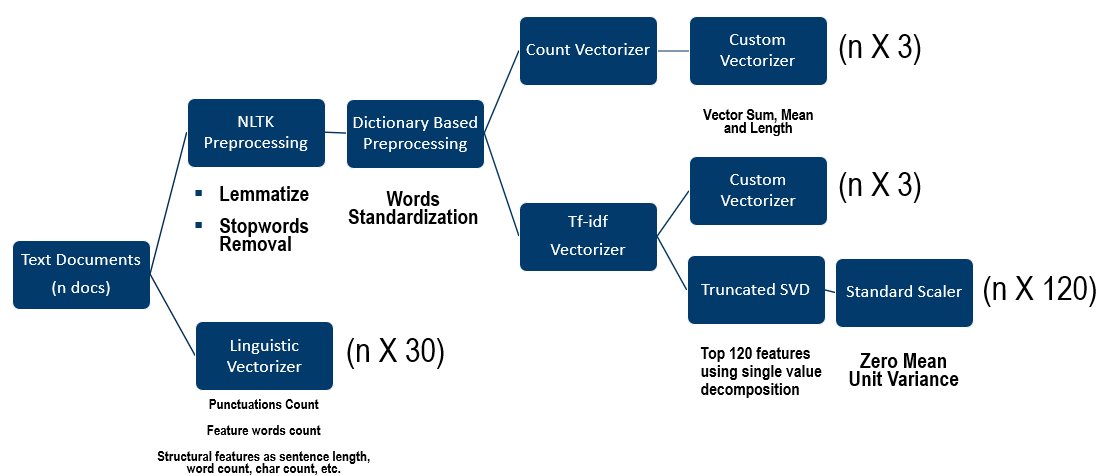 Count Vectorizer
Custom
Vectorizer
(n X 3)
Vector Sum, Mean
and Length
NLTK
Preprocessing
Dictionary Based
Preprocessing
▪ Lemmatize
▪ Stopwords
Removal
Words
Standardization
Custom
Vectorizer
(n X 3)
Tf-idf
Vectorizer
Text Documents
(n docs)
Truncated SVD
Standard Scaler
(n X 120)
Top 120 features
using single value
decomposition
Zero Mean
Unit Variance
Linguistic
Vectorizer
(n X 30)
Punctuations Count
Feature words count
Structural features as sentence length,
word count, char count, etc.